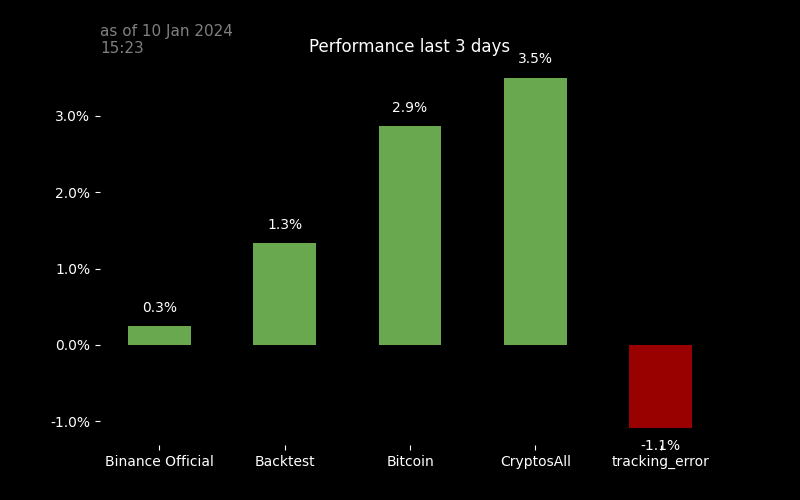 as of 10 Jan 2024
15:23
Performance last 3 days
3.5%
2.9%
1.3%
0.3%
-1.1%
3.0%
2.0%
1.0%
0.0%
-1.0%
Binance Official
Backtest
Bitcoin
CryptosAll
tracking_error